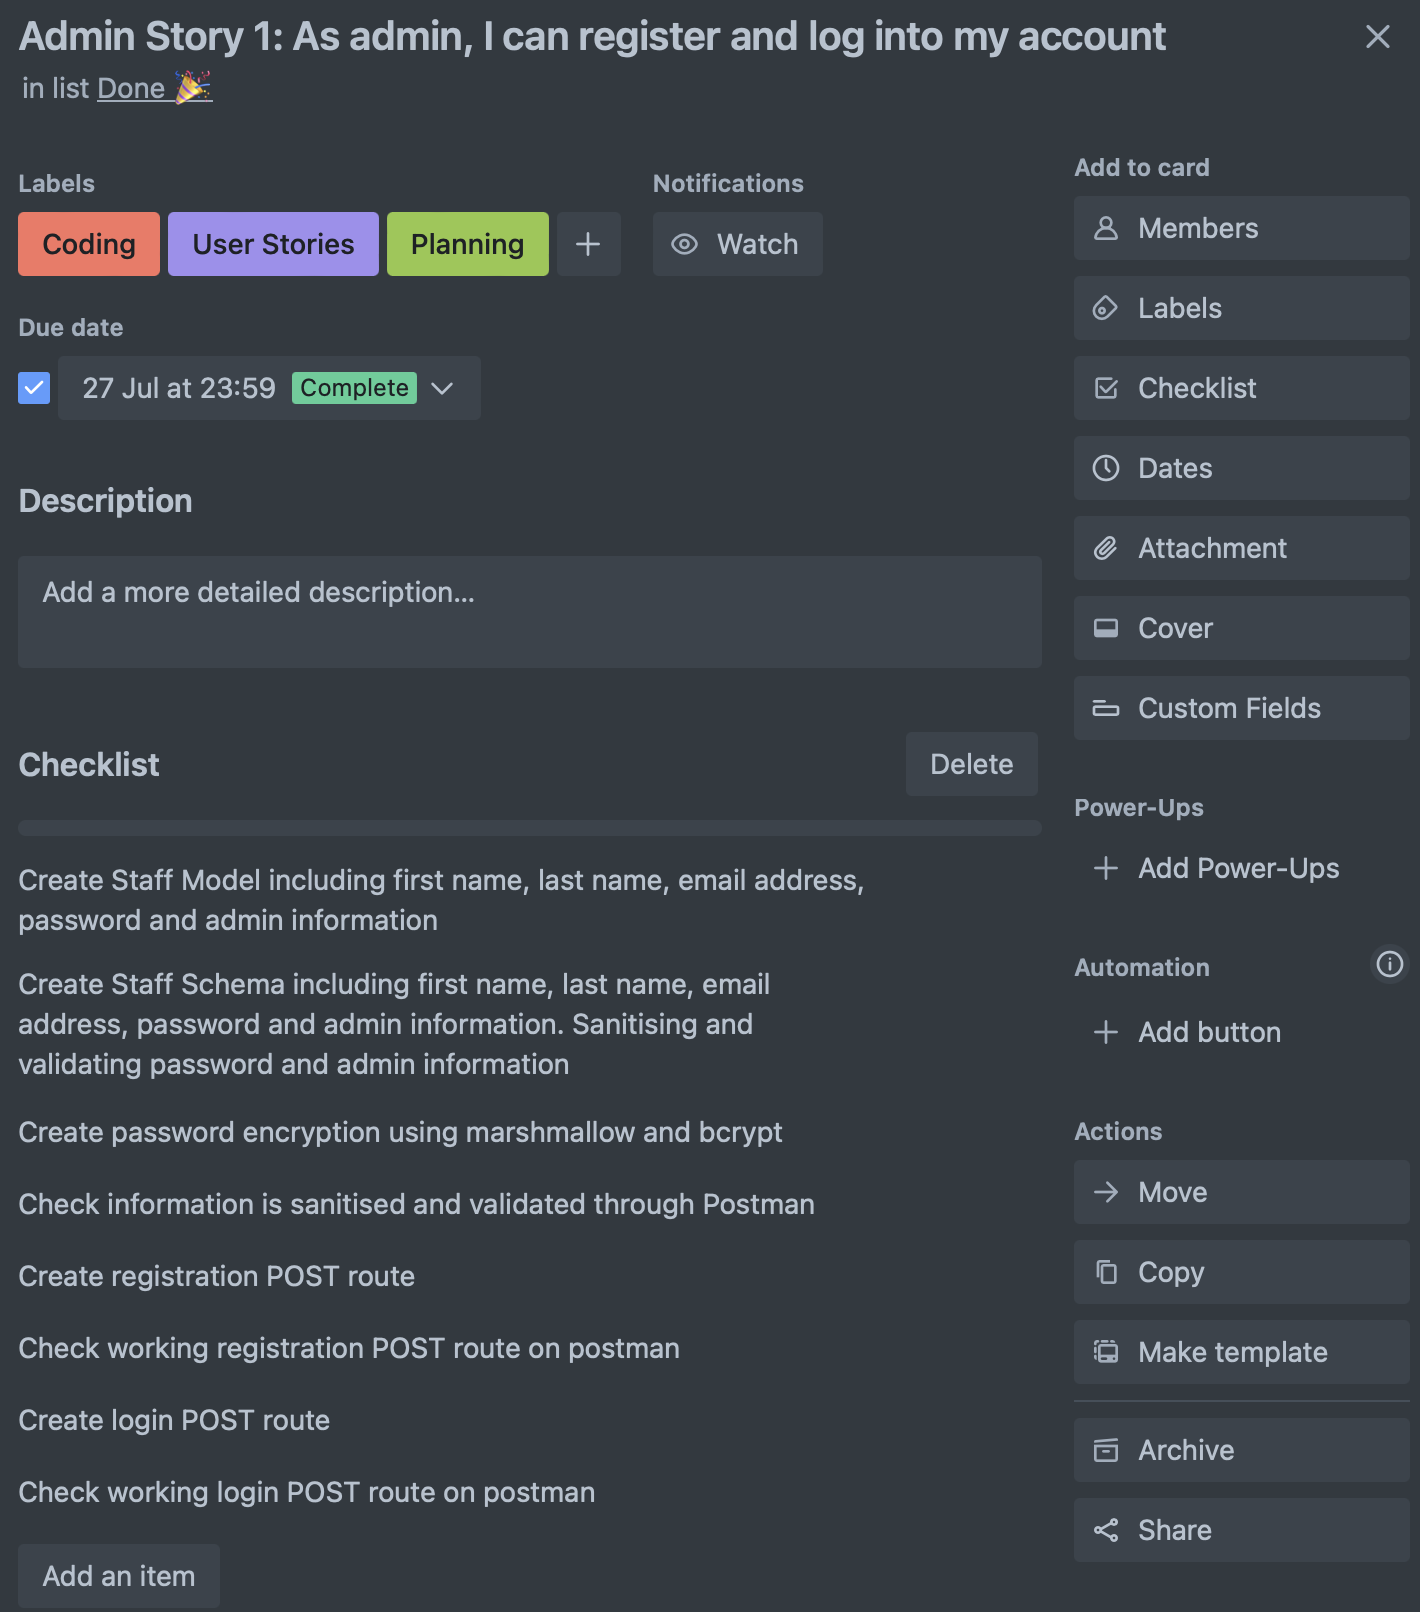 Admin Story 1: As admin, I can register and log into my account
in list Done 🎉
Labels
Coding
User Stories
Planning
Notifications
Watch
Due date
27 Jul at 23:59 Complete
Description
Add a more detailed description...
Checklist
Delete
Create Staff Model including first name, last name, email address,
password and admin information
Create Staff Schema including first name, last name, email
address, password and admin information. Sanitising and
validating password and admin information
Create password encryption using marshmallow and bcrypt
Check information is sanitised and validated through Postman
Create registration POST route
Check working registration POST route on postman
Create login POST route
Check working login POST route on postman
Add an item
Add to card
Members
Labels
Checklist
Dates
Attachment
Cover
Custom Fields
Power-Ups
Add Power-Ups
Automation
Add button
Actions
Move
Copy
Make template
Archive
Share